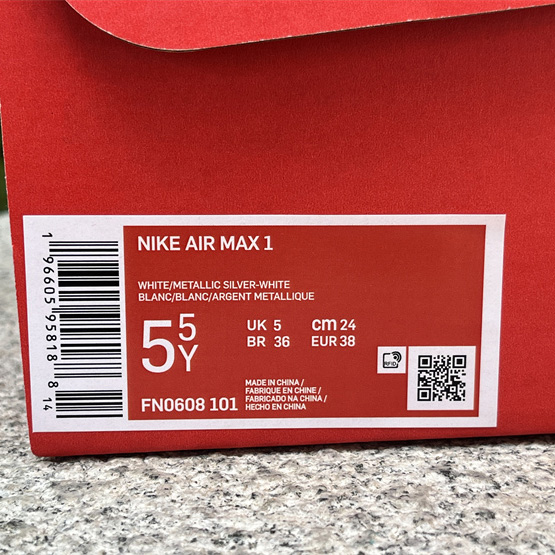 NIKE AIR MAX 1
WHITE/METALLIC SILVER-WHITE
BLANC/BLANC/ARGENT METALLIQUE
5 5 Y
UK 5 cm 24
BR 36 EUR 38
RFID
FN0608 101
MADE IN CHINA /
FABRIQUE EN CHINE /
FABRICADO NA CHINA /
HECHO EN CHINA
1 96605 95818 8 14